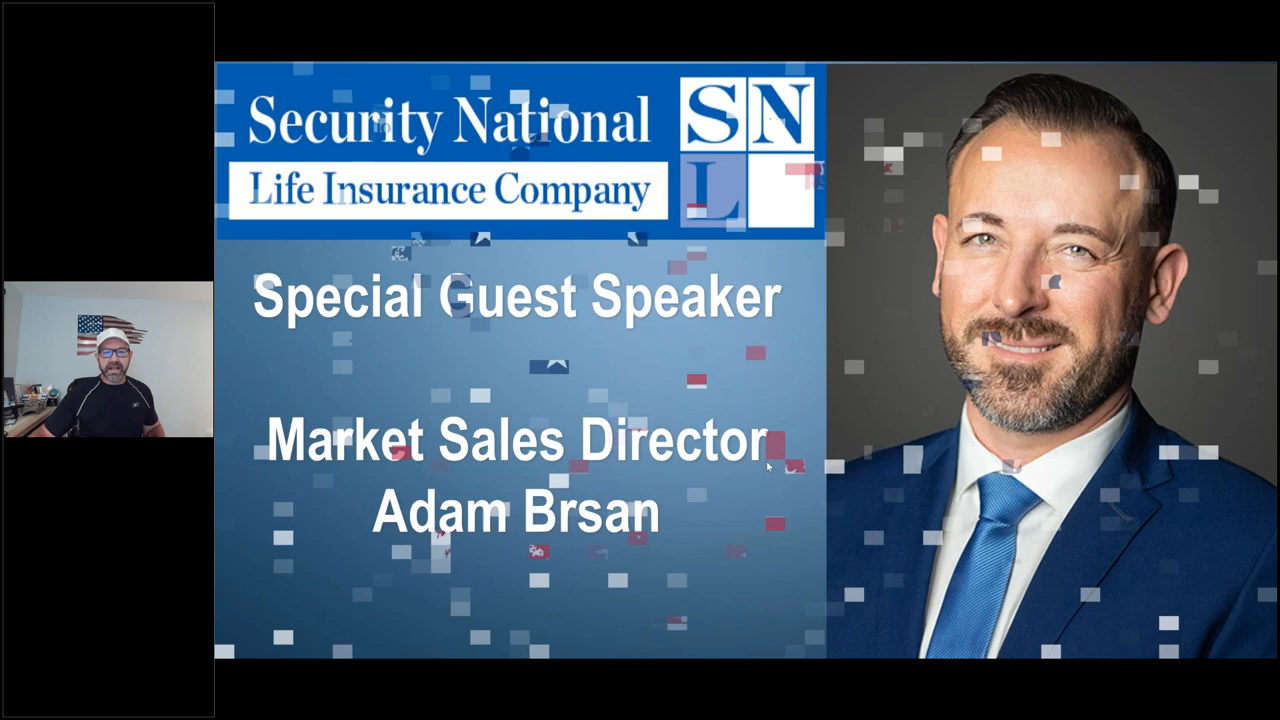 Security National
Life Insurance Company
SN
L
Special Guest Speaker
Market Sales Director
Adam Brsan